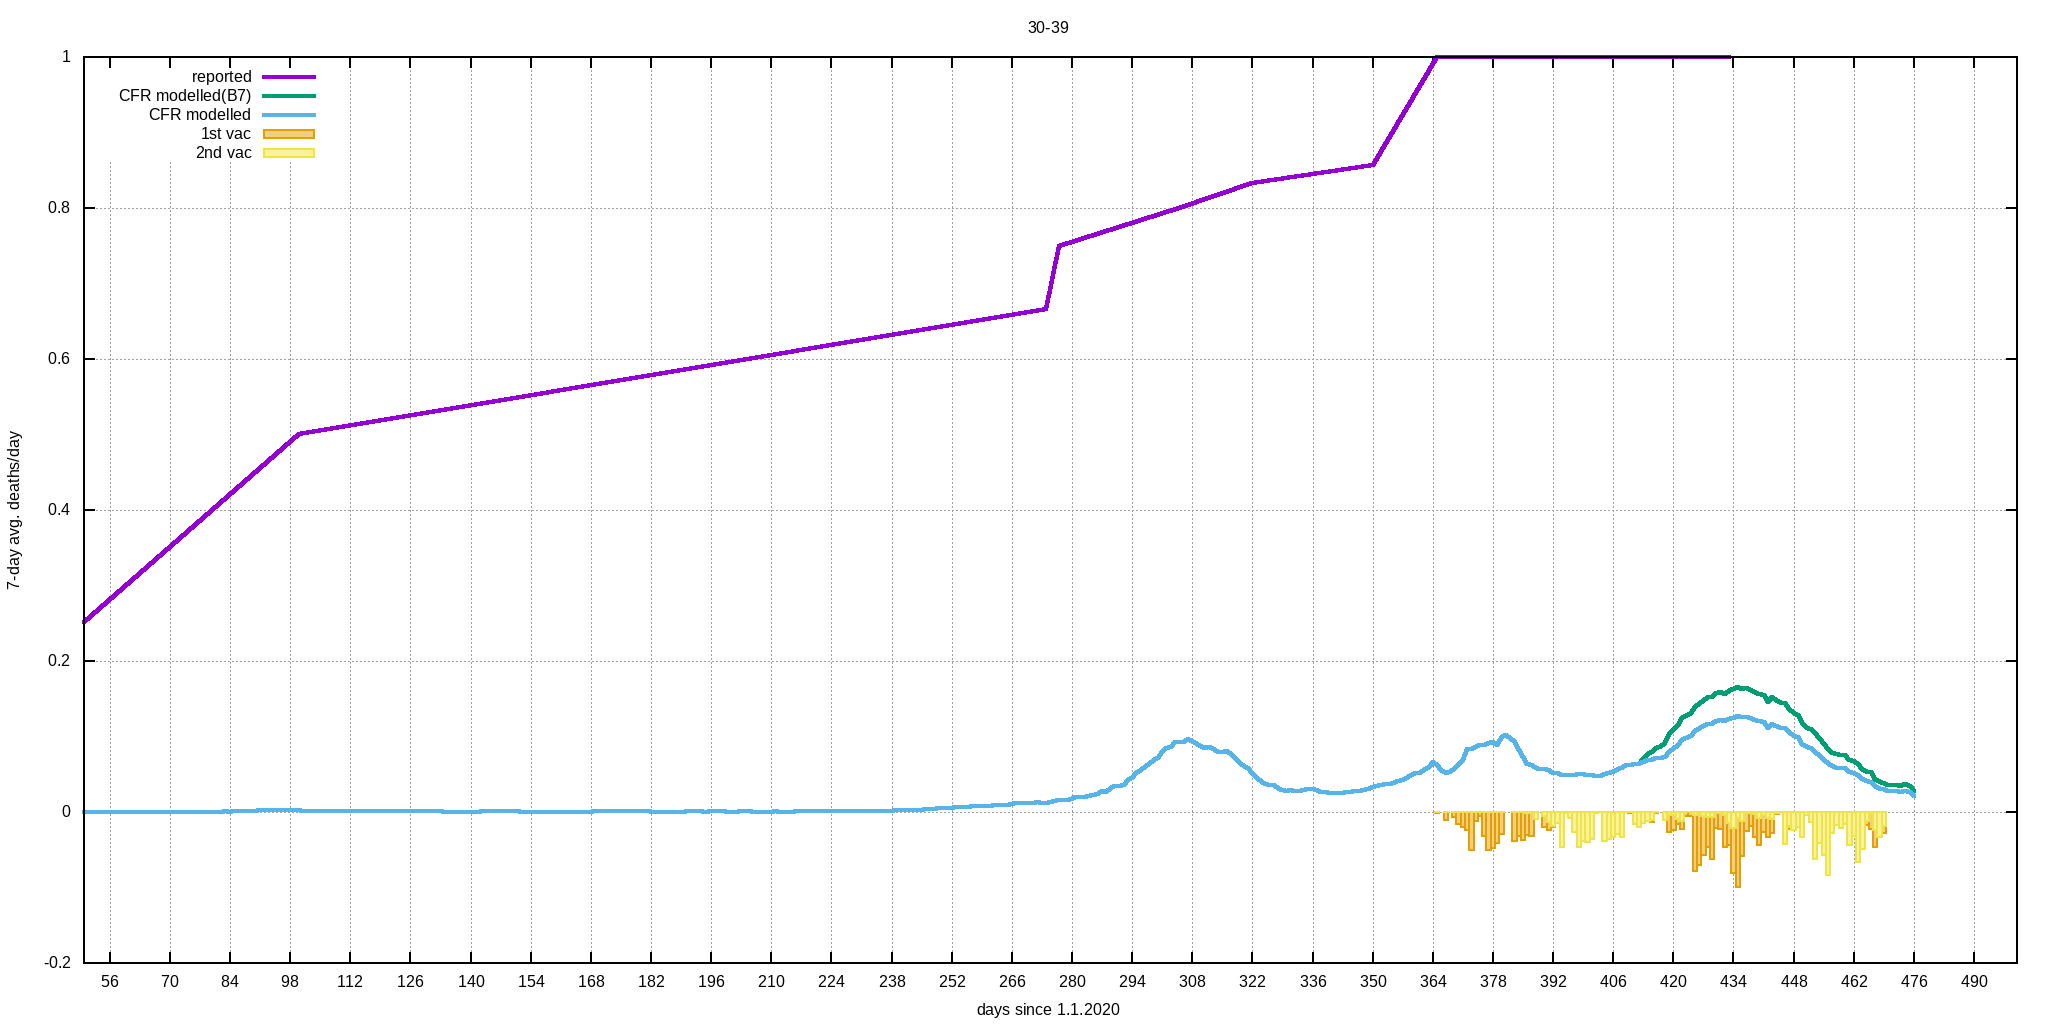 30-39
reported
CFR modelled(B7)
CFR modelled
1st vac
2nd vac
1
0.8
0.6
0.4
0.2
0
-0.2
7-day avg. deaths/day
56 70 84 98 112 126 140 154 168 182 196 210 224 238 252 266 280 294 308 322 336 350 364 378 392 406 420 434 448 462 476 490
days since 1.1.2020